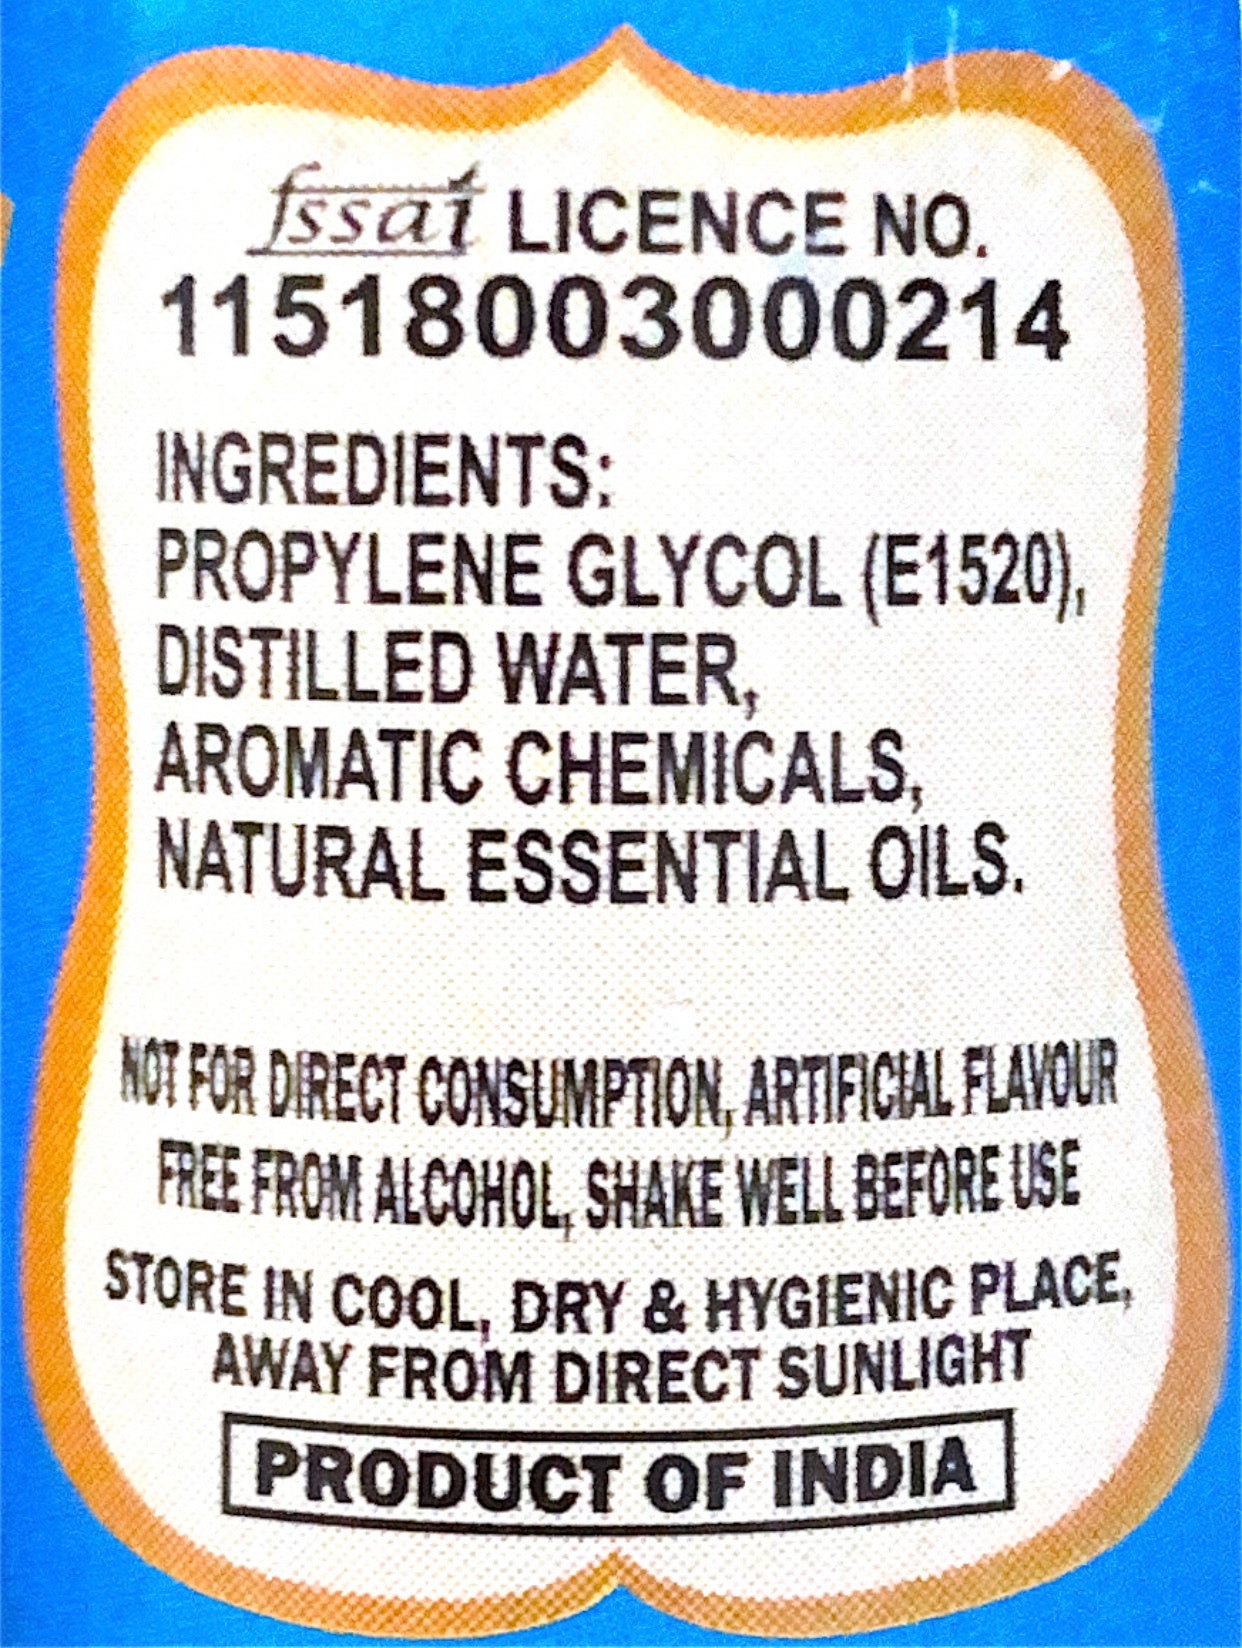 fssai LICENCE NO.
11518003000214
INGREDIENTS:
PROPYLENE GLYCOL (E1520),
DISTILLED WATER,
AROMATIC CHEMICALS,
NATURAL ESSENTIAL OILS.
NOT FOR DIRECT CONSUMPTION, ARTIFICIAL FLAVOUR
FREE FROM ALCOHOL, SHAKE WELL BEFORE USE
STORE IN COOL, DRY & HYGIENIC PLACE,
AWAY FROM DIRECT SUNLIGHT
PRODUCT OF INDIA